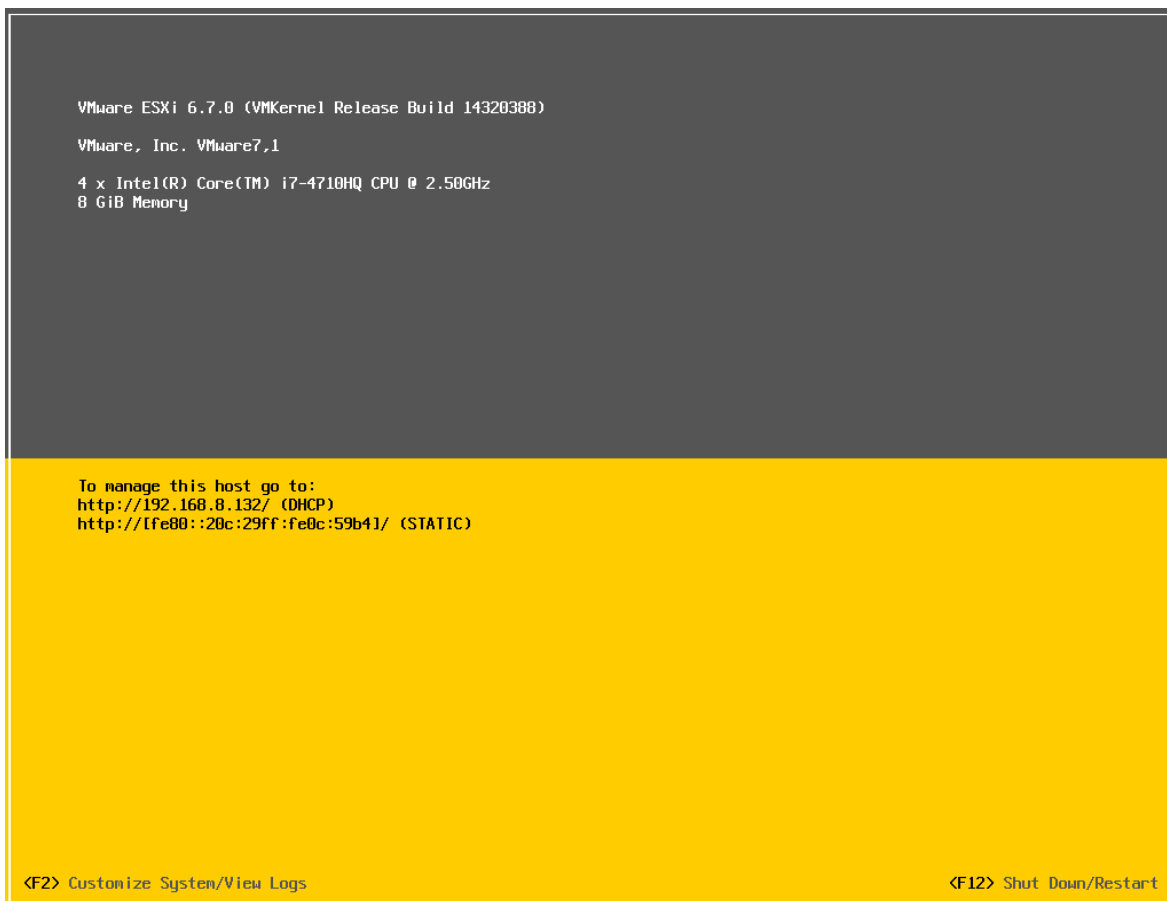 VMware ESXi 6.7.0 (VMKernel Release Build 14320388)
VMware, Inc. VMware7,1
4 x Intel(R) Core(TM) i7-4710HQ CPU @ 2.50GHz
8 GiB Memory
To manage this host go to:
http://192.168.8.132/ (DHCP)
http://[fe80::20c:29ff:fe0c:59b4]/ (STATIC)
<F2> Customize System/View Logs
<F12> Shut Down/Restart